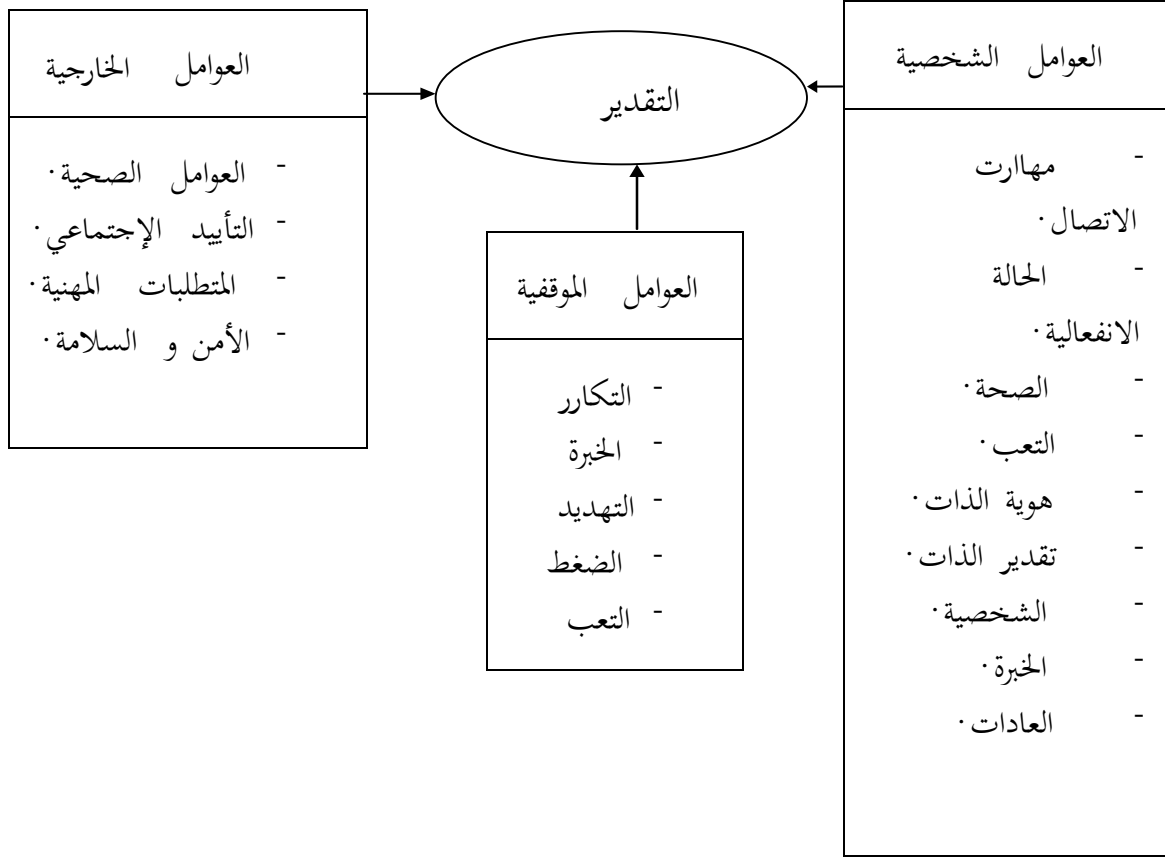 العوامل الشخصية
- مهاارت
الاتصال.
- الحالة
الانفعالية.
- الصحة.
- التعب.
- هوية الذات.
- تقدير الذات.
- الشخصية.
- الخبرة.
- العادات.
التقدير
العوامل الموقفية
- التكارر
- الخبرة
- التهديد
- الضغط
- التعب
العوامل الخارجية
- العوامل الصحية.
- التأييد الإجتماعي.
- المتطلبات المهنية.
- الأمن و السلامة.